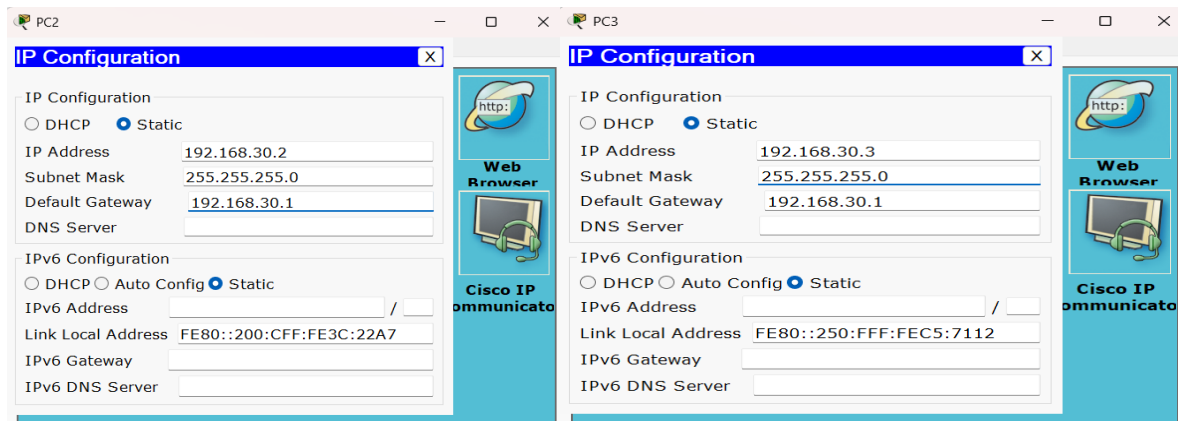 PC2
IP Configuration X
IP Configuration
DHCP Static
IP Address 192.168.30.2
Subnet Mask 255.255.255.0
Default Gateway 192.168.30.1
DNS Server
IPv6 Configuration
DHCP Auto Config Static
IPv6 Address /
Link Local Address FE80::200:CFF:FE3C:22A7
IPv6 Gateway
IPv6 DNS Server
http:
Web
Browser
Cisco IP
ommunicato
PC3
IP Configuration X
IP Configuration
DHCP Static
IP Address 192.168.30.3
Subnet Mask 255.255.255.0
Default Gateway 192.168.30.1
DNS Server
IPv6 Configuration
DHCP Auto Config Static
IPv6 Address /
Link Local Address FE80::250:FFF:FEC5:7112
IPv6 Gateway
IPv6 DNS Server
http:
Web
Browser
Cisco IP
ommunicato